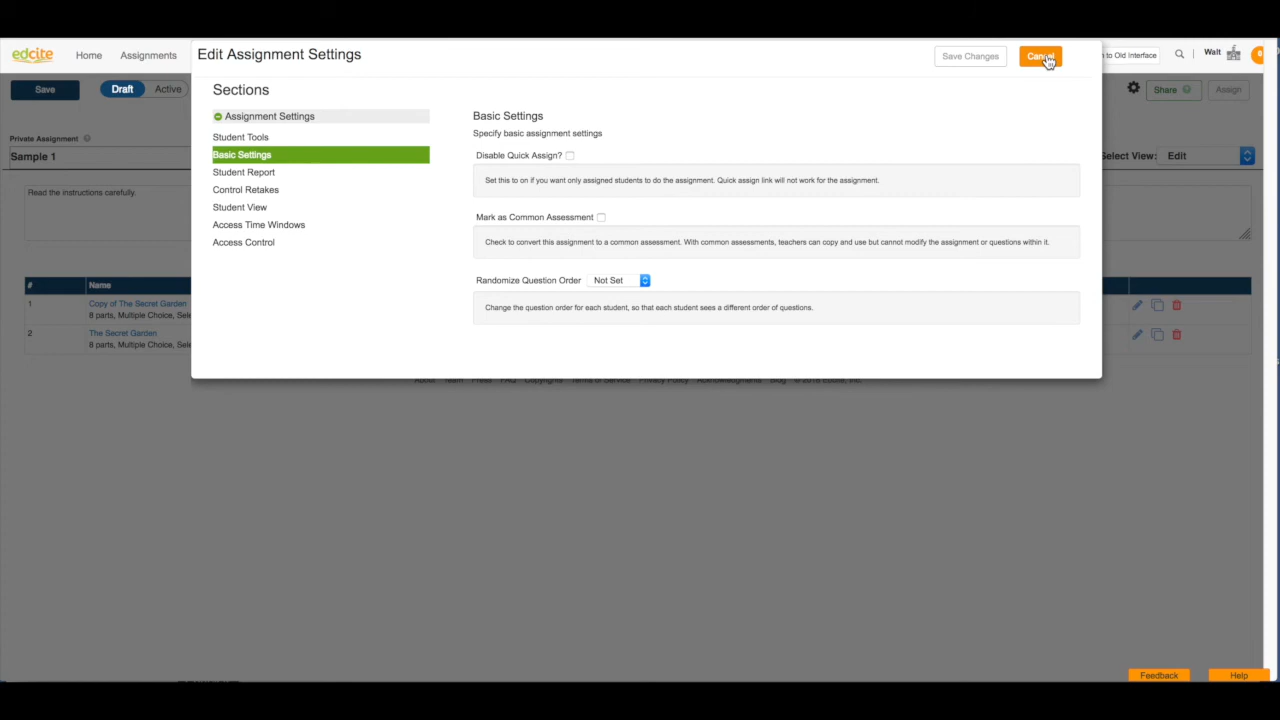 edcite
Home
Assignments
Edit Assignment Settings
Save Changes
to Old Interface
Walt
Save
Draft
Active
Share
Assign
Private Assignment
Sample 1
Select View:
Edit
Read the instructions carefully.
Sections
Assignment Settings
Student Tools
Basic Settings
Student Report
Control Retakes
Student View
Access Time Windows
Access Control
Basic Settings
Specify basic assignment settings
Disable Quick Assign?
Set this to on if you want only assigned students to do the assignment. Quick assign link will not work for the assignment.
Mark as Common Assessment
Check to convert this assignment to a common assessment. With common assessments, teachers can copy and use but cannot modify the assignment or questions within it.
Randomize Question Order
Not Set
Change the question order for each student, so that each student sees a different order of questions.
# Name
1 Copy of The Secret Garden
8 parts, Multiple Choice,
2 The Secret Garden
8 parts, Multiple Choice,
Feedback
Help